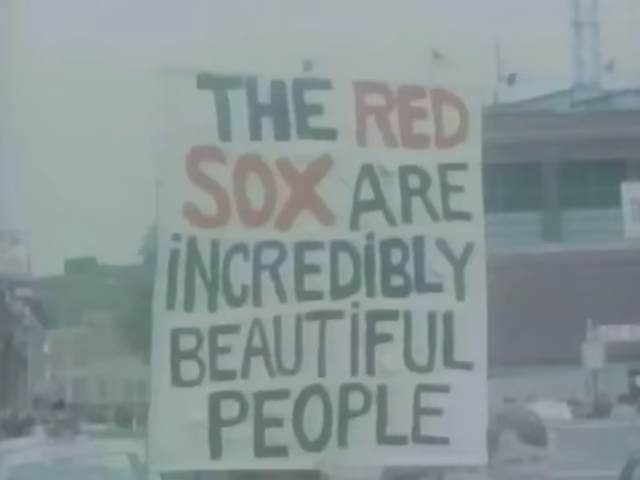 THE RED
SOX ARE
iNCREDiBLY
BEAUTiFUL
PEOPLE